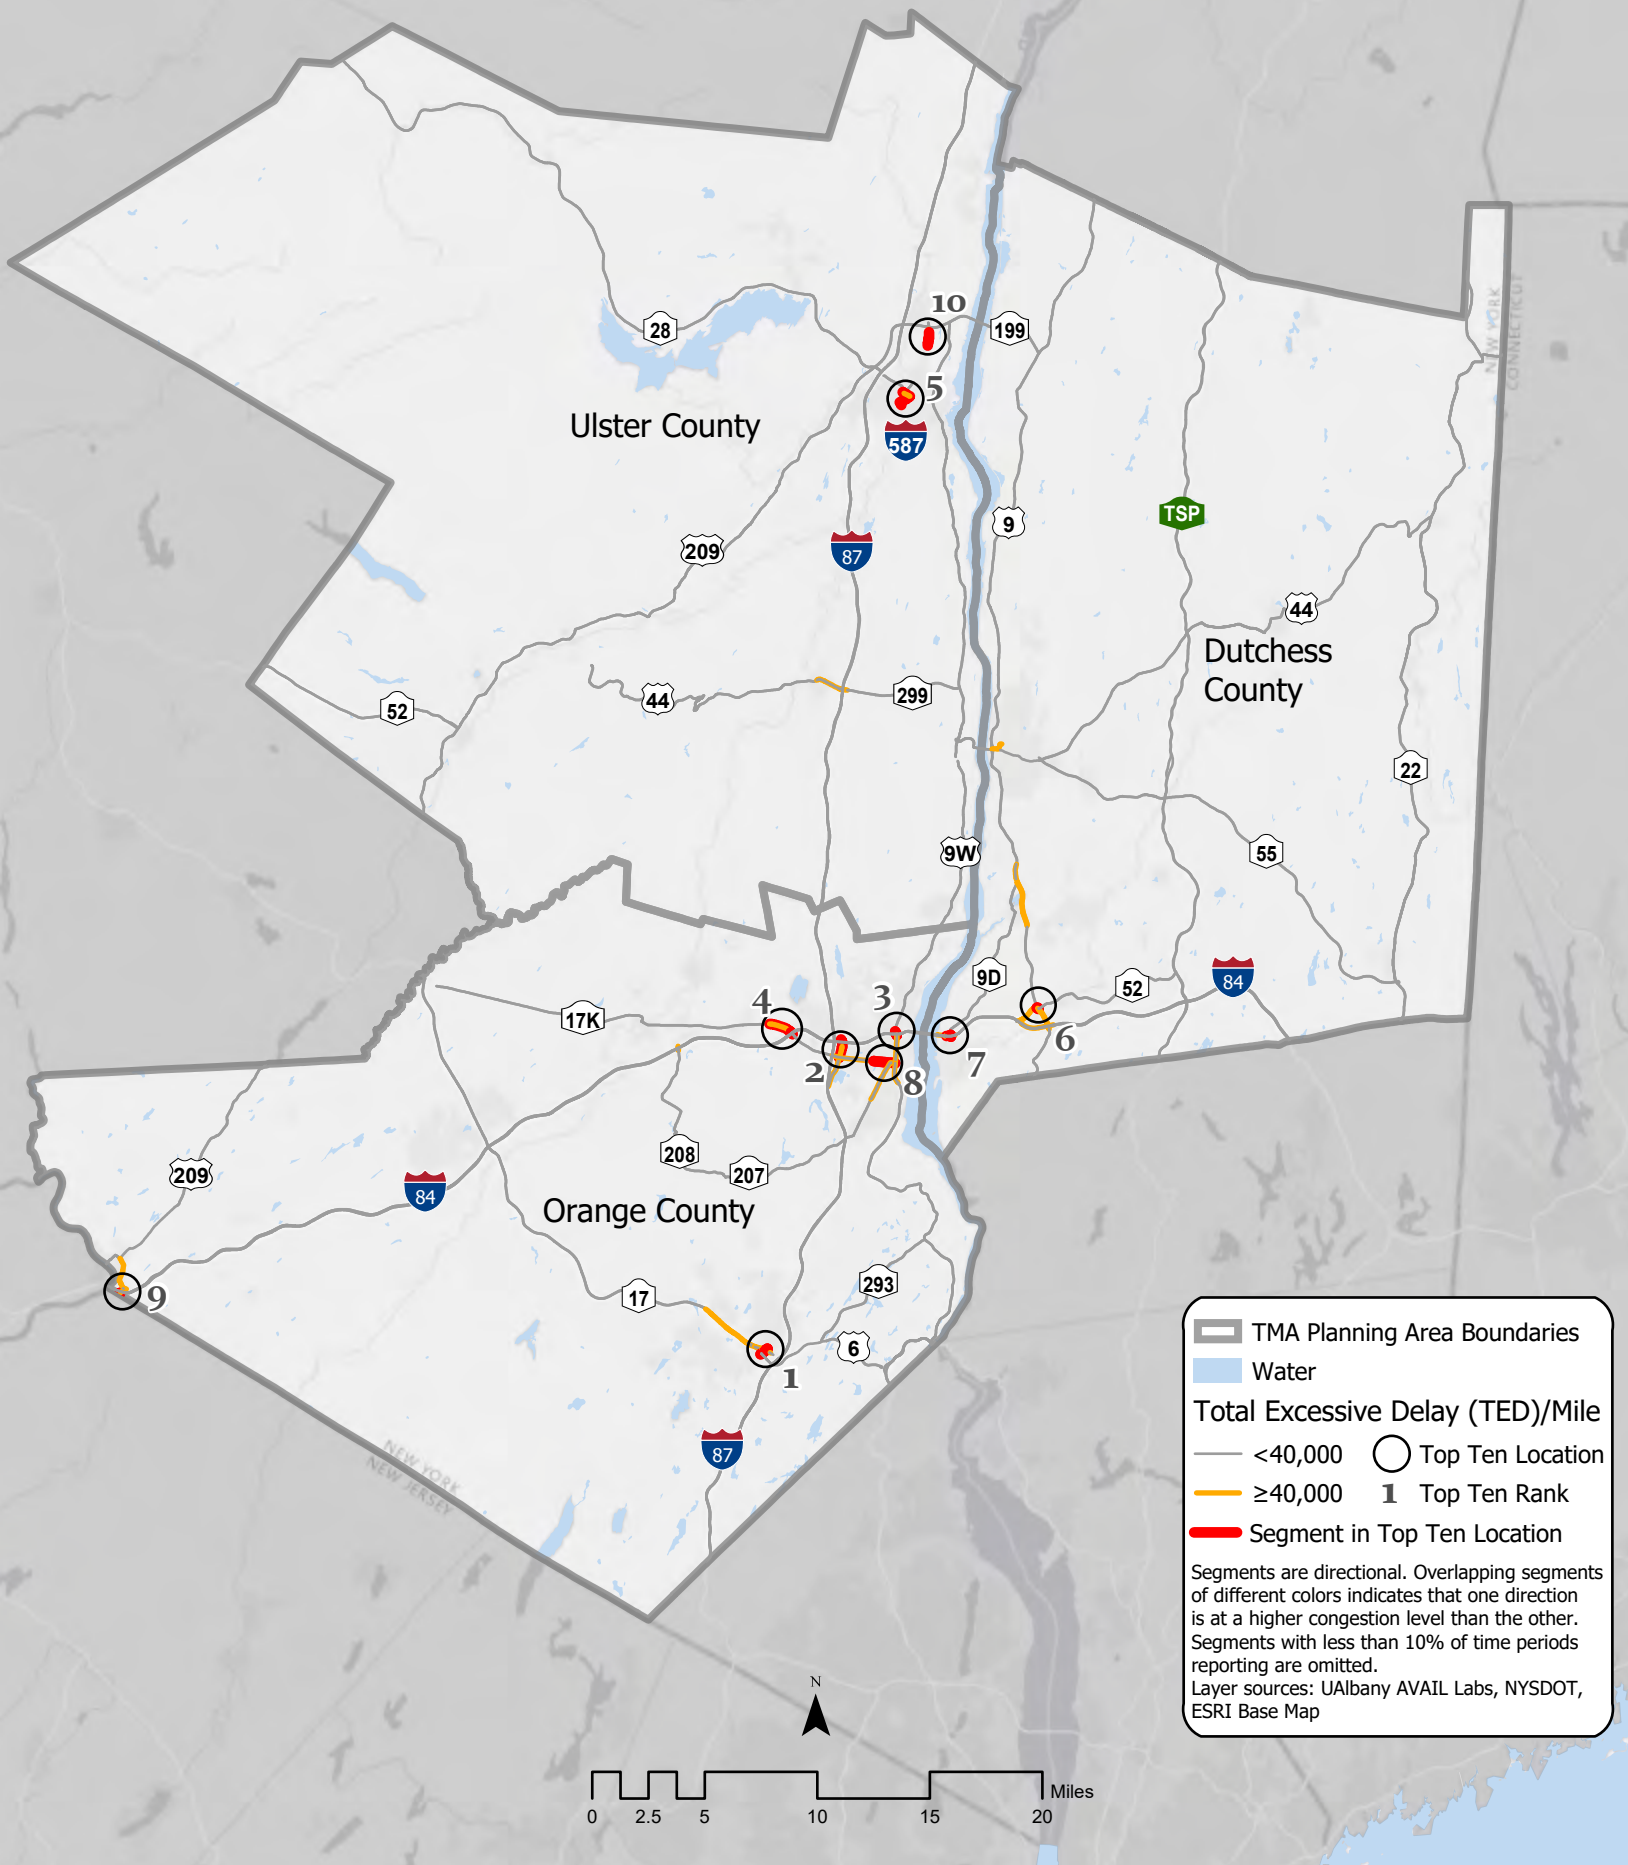 10
28
199
5
Ulster County
587
TSP
9
209
87
44
Dutchess
County
52
44
299
22
9W
55
9D
52
84
4
3
17K
6
2
7
8
208
209
207
84
Orange County
293
9
17
6
1
87
NEW YORK
CONNECTICUT
NEW YORK
NEW JERSEY
TMA Planning Area Boundaries
Water
Total Excessive Delay (TED)/Mile
<40,000 Top Ten Location
≥40,000 1 Top Ten Rank
Segment in Top Ten Location
Segments are directional. Overlapping segments
of different colors indicates that one direction
is at a higher congestion level than the other.
Segments with less than 10% of time periods
reporting are omitted.
Layer sources: UAlbany AVAIL Labs, NYSDOT,
ESRI Base Map
N
Miles
0 2.5 5 10 15 20